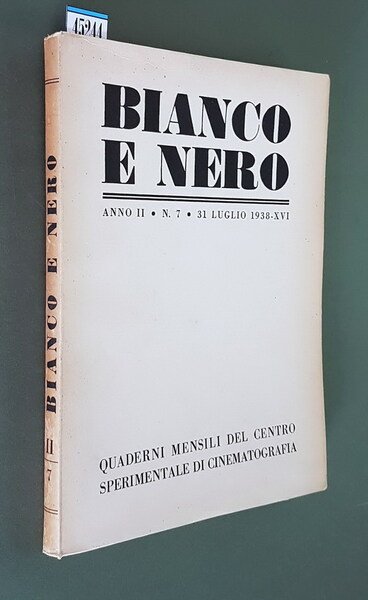 45244
BIANCO
E NERO
ANNO II • N. 7 • 31 LUGLIO 1938-XVI
QUADERNI MENSILI DEL CENTRO
SPERIMENTALE DI CINEMATOGRAFIA
BIANCO E NERO
II
7